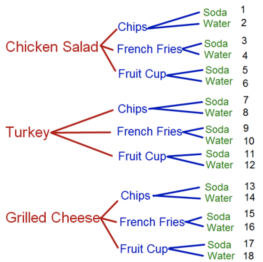 Soda 1
Chips Water 2
Soda 3
Chicken Salad French Fries Water 4
Fruit Cup Soda 5
Water 6
Chips Soda 7
Water 8
Turkey French Fries Soda 9
Water 10
Fruit Cup Soda 11
Water 12
Chips Soda 13
Water 14
Grilled Cheese French Fries Soda 15
Water 16
Fruit Cup Soda 17
Water 18